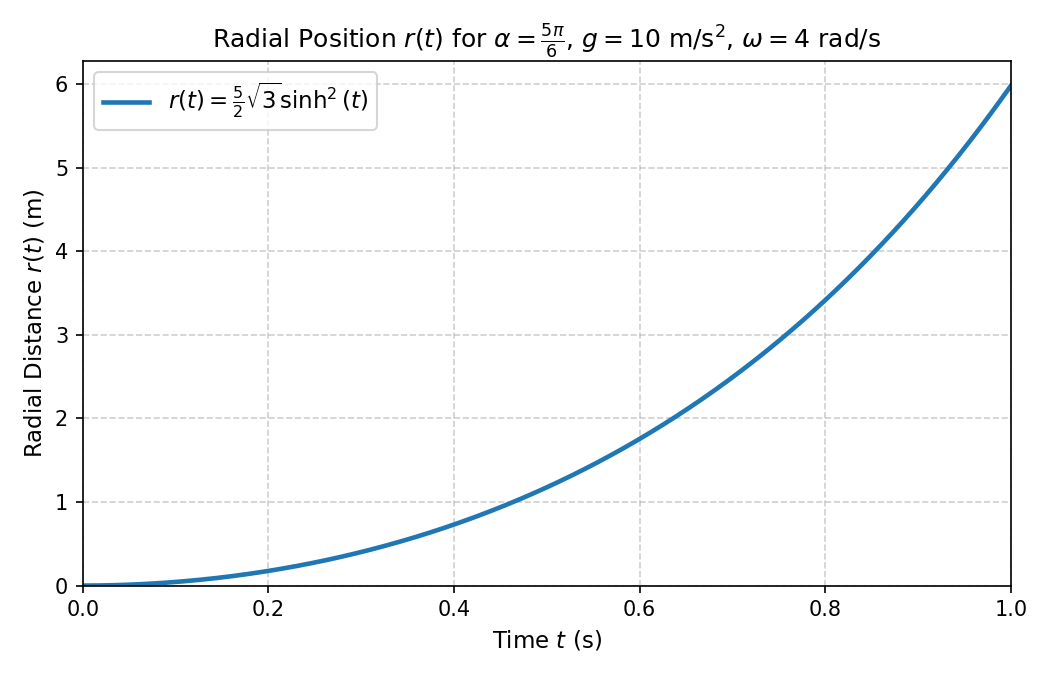 Radial Position r(t) for α = 5π/6, g = 10 m/s², ω = 4 rad/s
r(t) = 5/2 √3 sinh² (t)
Radial Distance r(t) (m)
6
5
4
3
2
1
0
0.0 0.2 0.4 0.6 0.8 1.0
Time t (s)